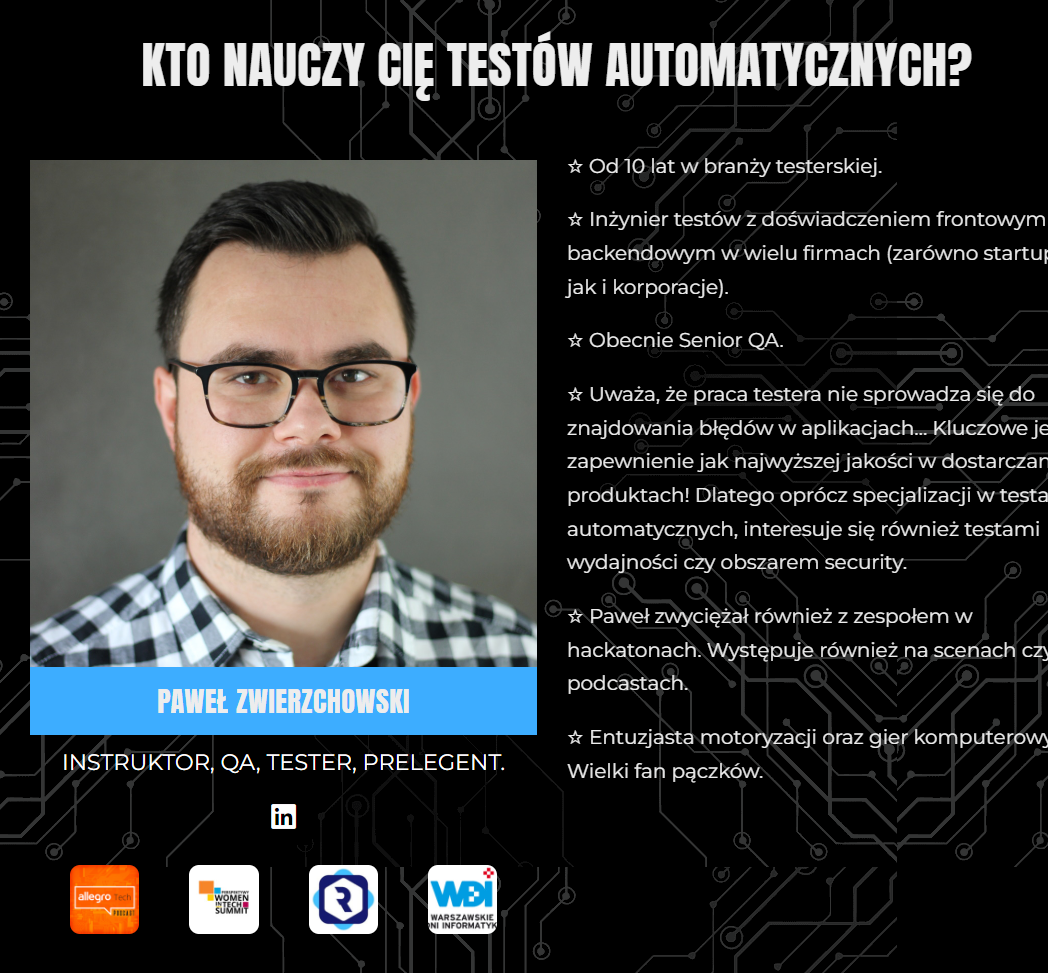 KTO NAUCZY CIĘ TESTÓW AUTOMATYCZNYCH?
☆ Od 10 lat w branży testerskiej.
☆ Inżynier testów z doświadczeniem frontowym
backendowym w wielu firmach (zarówno startup
jak i korporacje).
☆ Obecnie Senior QA.
☆ Uważa, że praca testera nie sprowadza się do
znajdowania błędów w aplikacjach... Kluczowe je
zapewnienie jak najwyższej jakości w dostarczan
produktach! Dlatego oprócz specjalizacji w testa
automatycznych, interesuje się również testami
wydajności czy obszarem security.
☆ Paweł zwyciężał również z zespołem w
hackatonach. Występuje również na scenach czy
podcastach.
☆ Entuzjasta motoryzacji oraz gier komputerowy
Wielki fan pączków.
PAWEŁ ZWIERZCHOWSKI
INSTRUKTOR, QA, TESTER, PRELEGENT.
in
allegro Tech
PODCAST
PERSPEKTYWY
WOMEN
IN TECH
SUMMIT
R
WDI
WARSZAWSKIE
DNI INFORMATYK